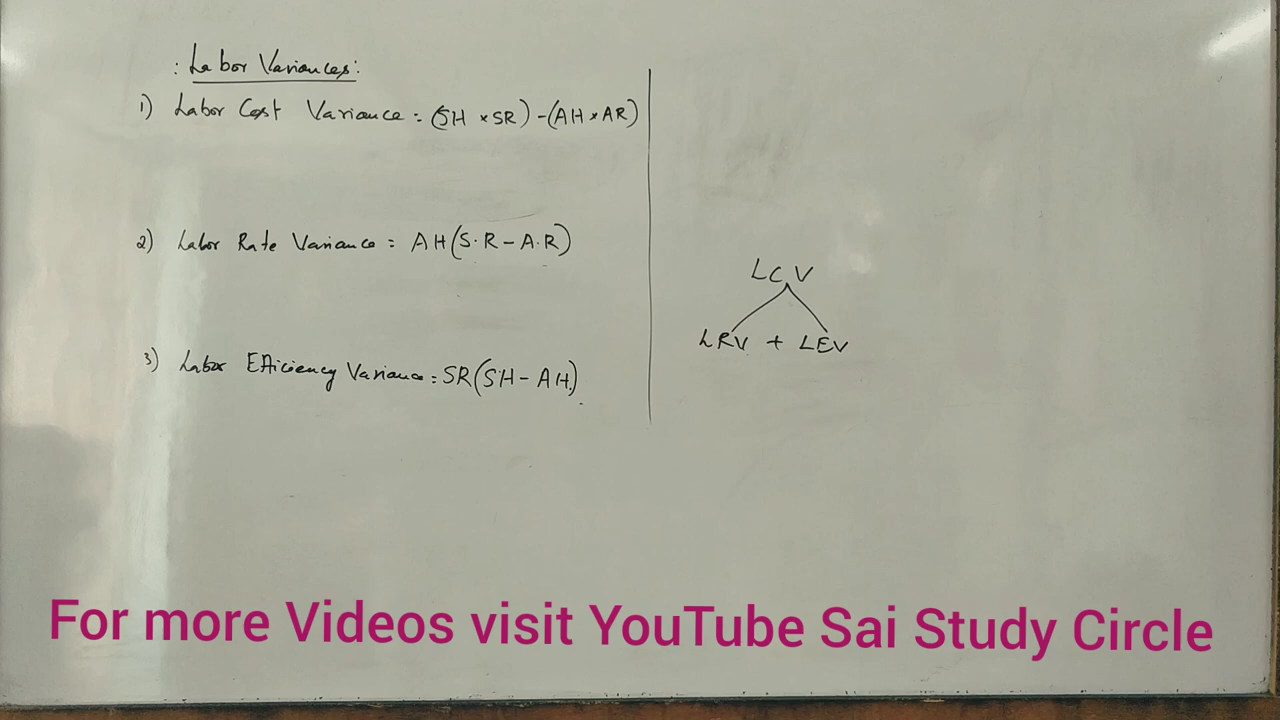 : Labor Variances:
1) Labor Cost Variance = (SH × SR) - (AH × AR)
2) Labor Rate Variance = AH(S.R - A.R)
3) Labor Efficiency Variance = SR(SH - AH)
LCV
LRV + LEV
For more Videos visit YouTube Sai Study Circle